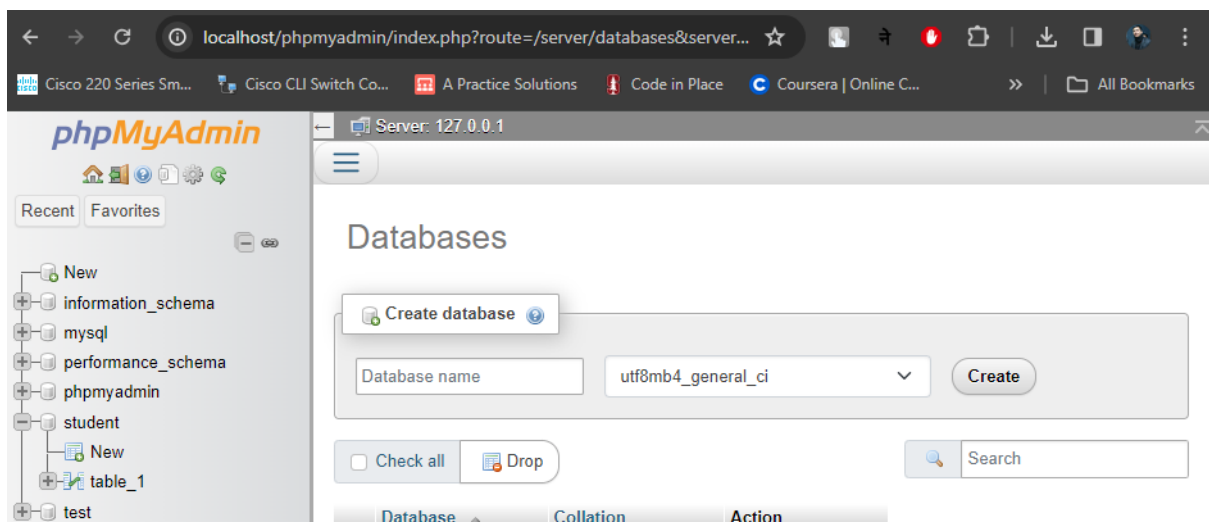 localhost/phpmyadmin/index.php?route=/server/databases&server...
ने
Cisco 220 Series Sm...
Cisco CLI Switch Co...
A Practice Solutions
Code in Place
Coursera | Online C...
»
All Bookmarks
phpMyAdmin
Recent
Favorites
New
information_schema
mysql
performance_schema
phpmyadmin
student
New
table_1
test
Server: 127.0.0.1
Databases
Create database
Database name
utf8mb4_general_ci
Create
Check all
Drop
Search
Database
Collation
Action